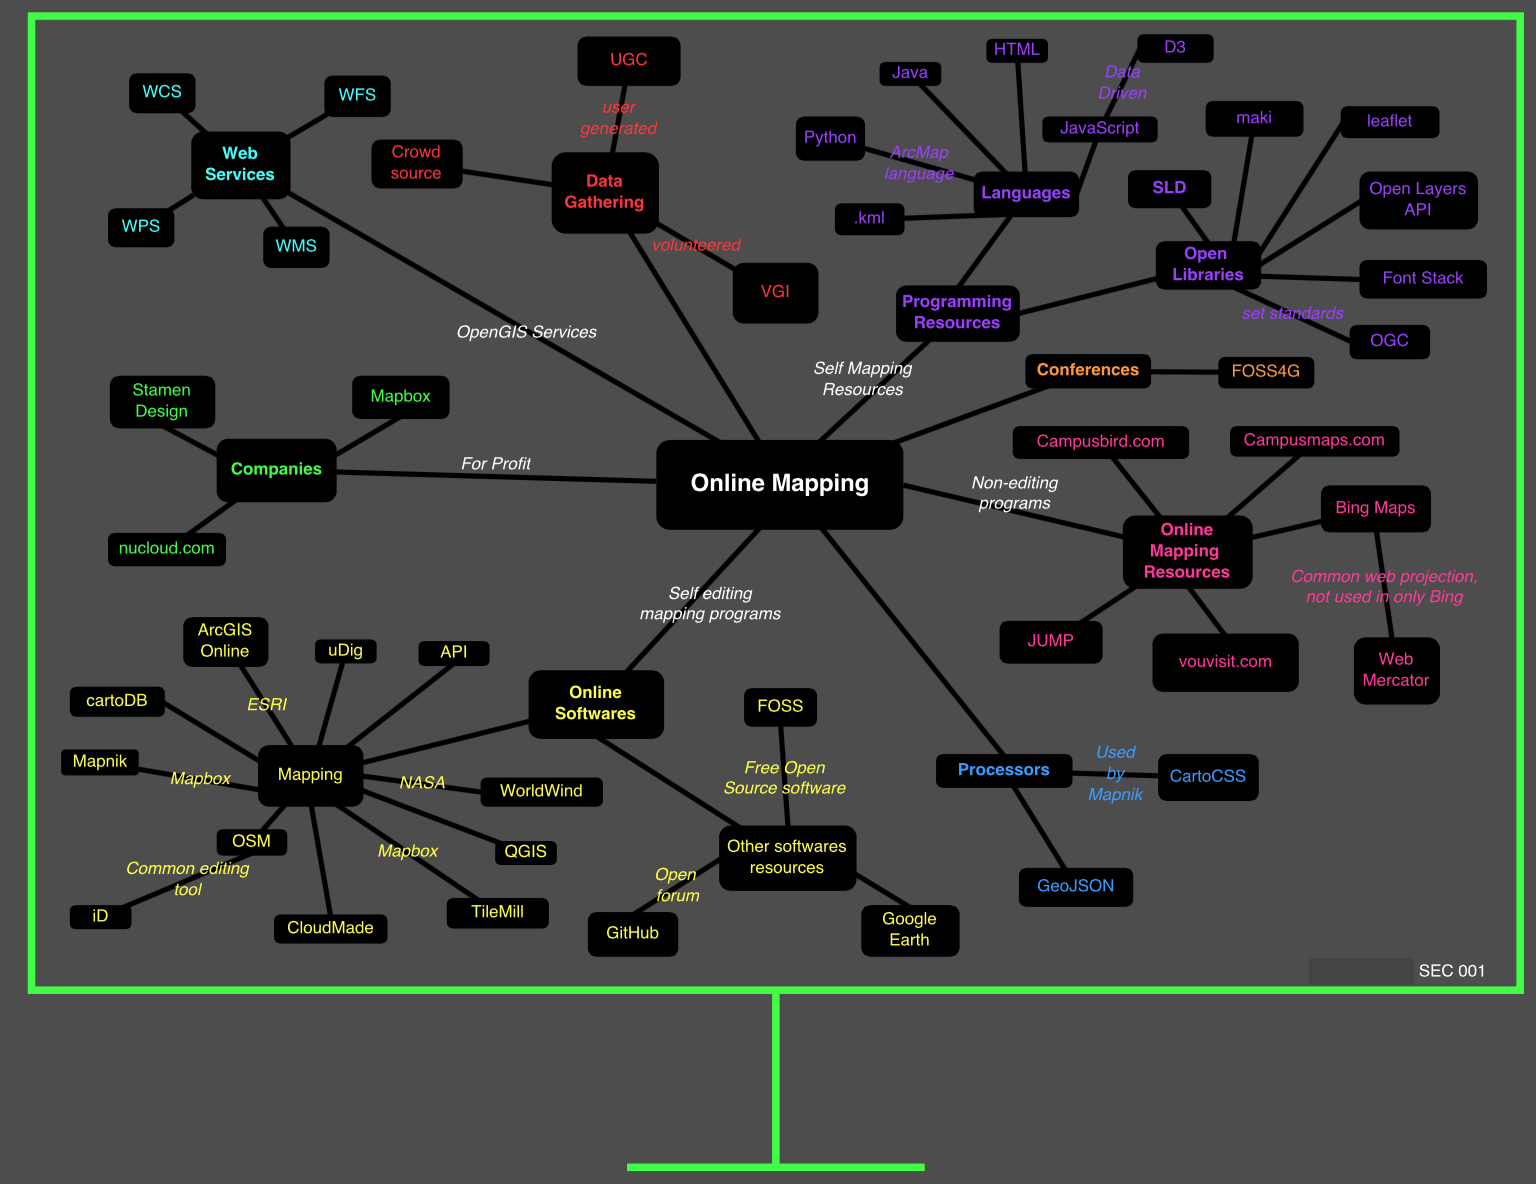 WCS
WFS
Web
Services
WPS
WMS
UGC
user
generated
Crowd
source
Data
Gathering
volunteered
VGI
OpenGIS Services
HTML
D3
Java
Data
Driven
Python
JavaScript
ArcMap
language
Languages
.kml
maki
leaflet
SLD
Open Layers
API
Open
Libraries
Font Stack
set standards
OGC
Programming
Resources
Self Mapping
Resources
Conferences
FOSS4G
Stamen
Design
Mapbox
Companies
For Profit
nucloud.com
Online Mapping
Campusbird.com
Campusmaps.com
Non-editing
programs
Bing Maps
Online
Mapping
Resources
Common web projection,
not used in only Bing
JUMP
vouvisit.com
Web
Mercator
Self editing
mapping programs
ArcGIS
Online
uDig
API
cartoDB
ESRI
Online
Softwares
Mapnik
Mapbox
Mapping
NASA
WorldWind
OSM
Mapbox
QGIS
Common editing
tool
iD
CloudMade
TileMill
FOSS
Free Open
Source software
Other softwares
resources
Open
forum
GitHub
Google
Earth
Processors
Used
by
Mapnik
CartoCSS
GeoJSON
SEC 001